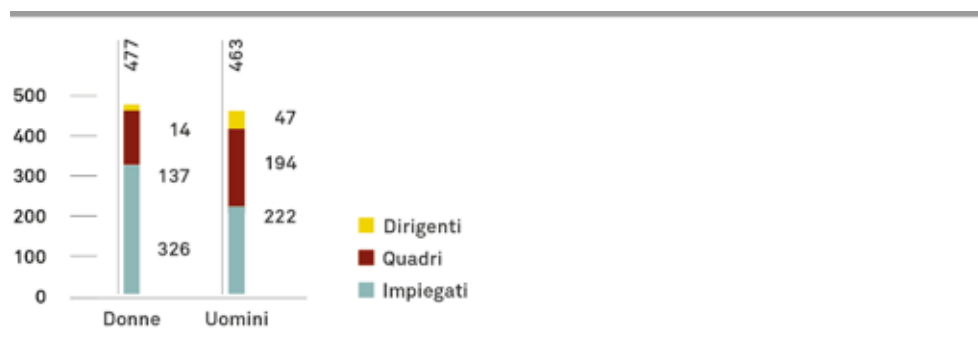 477
463
500
400
300
200
100
0
14
137
326
47
194
222
Donne
Uomini
Dirigenti
Quadri
Impiegati